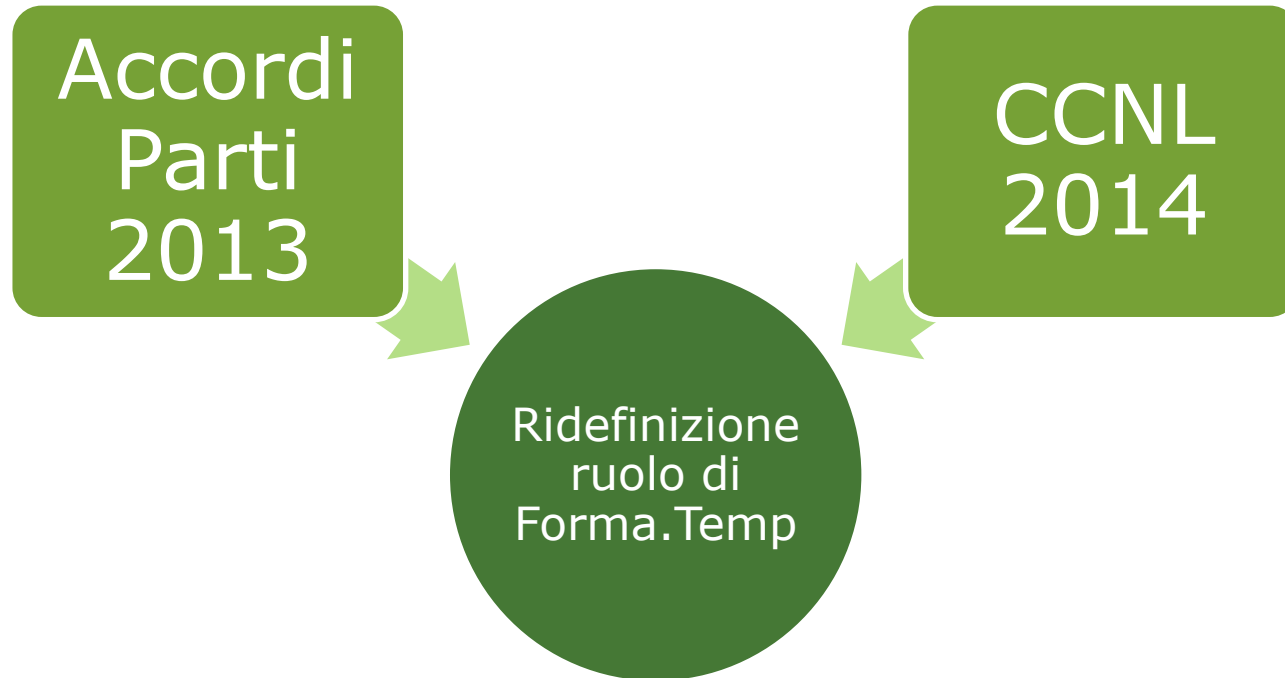 Accordi
Parti
2013
CCNL
2014
Ridefinizione
ruolo di
Forma.Temp